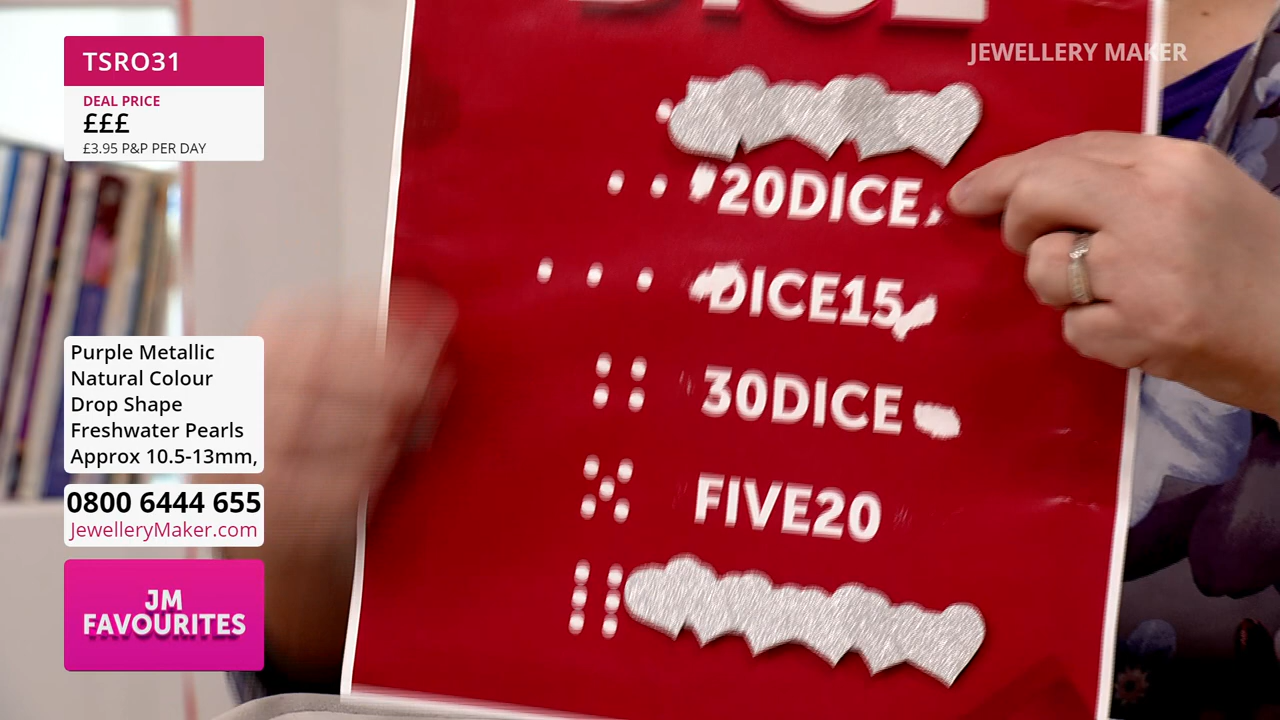 TSRO31
DEAL PRICE
£££
£3.95 P&P PER DAY
JEWELLERY MAKER
20DICE
DICE15
30DICE
FIVE20
Purple Metallic
Natural Colour
Drop Shape
Freshwater Pearls
Approx 10.5-13mm,
0800 6444 655
JewelleryMaker.com
JM
FAVOURITES